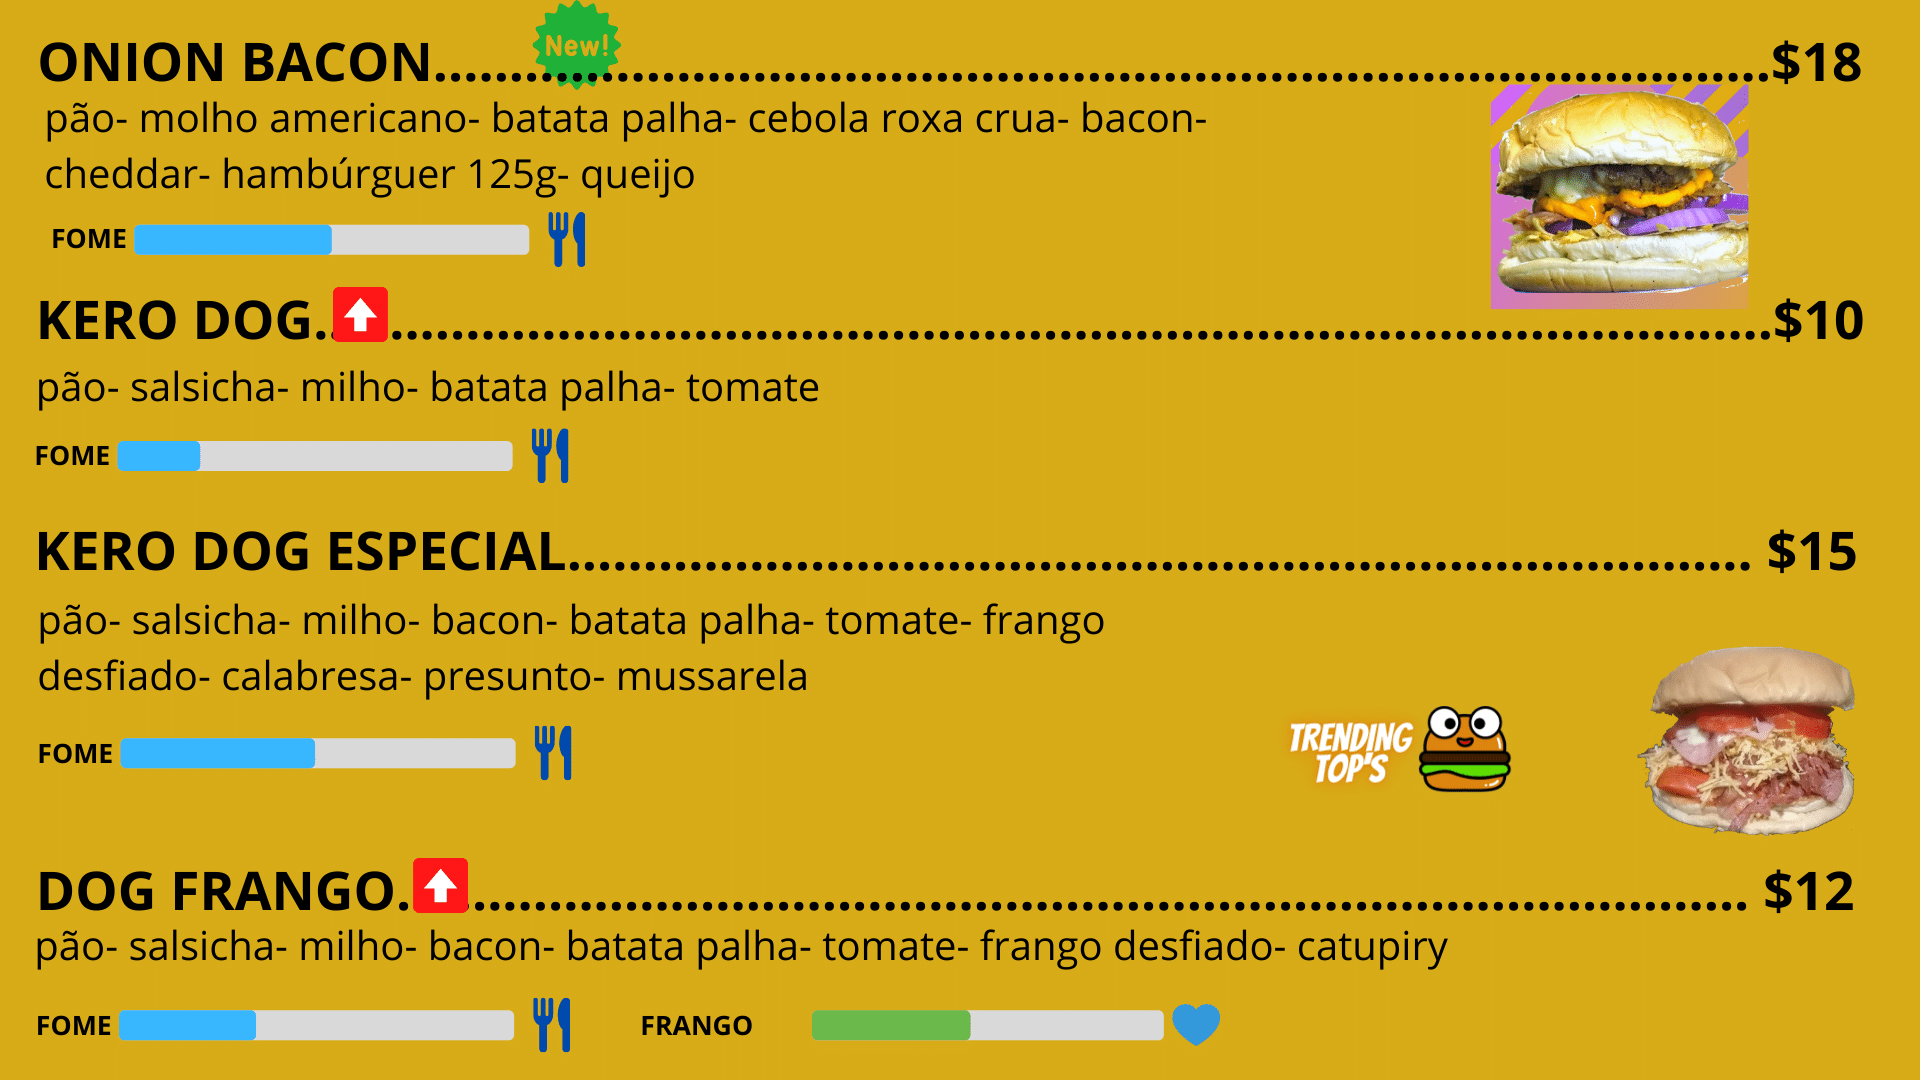 New!
ONION BACON........................................................................................$18
pão- molho americano- batata palha- cebola roxa crua- bacon-
cheddar- hambúrguer 125g- queijo
FOME
KERO DOG................................................................................................$10
pão- salsicha- milho- batata palha- tomate
FOME
KERO DOG ESPECIAL.............................................................................. $15
pão- salsicha- milho- bacon- batata palha- tomate- frango
desfiado- calabresa- presunto- mussarela
FOME
TRENDING
TOP'S
DOG FRANGO......................................................................................... $12
pão- salsicha- milho- bacon- batata palha- tomate- frango desfiado- catupiry
FOME
FRANGO